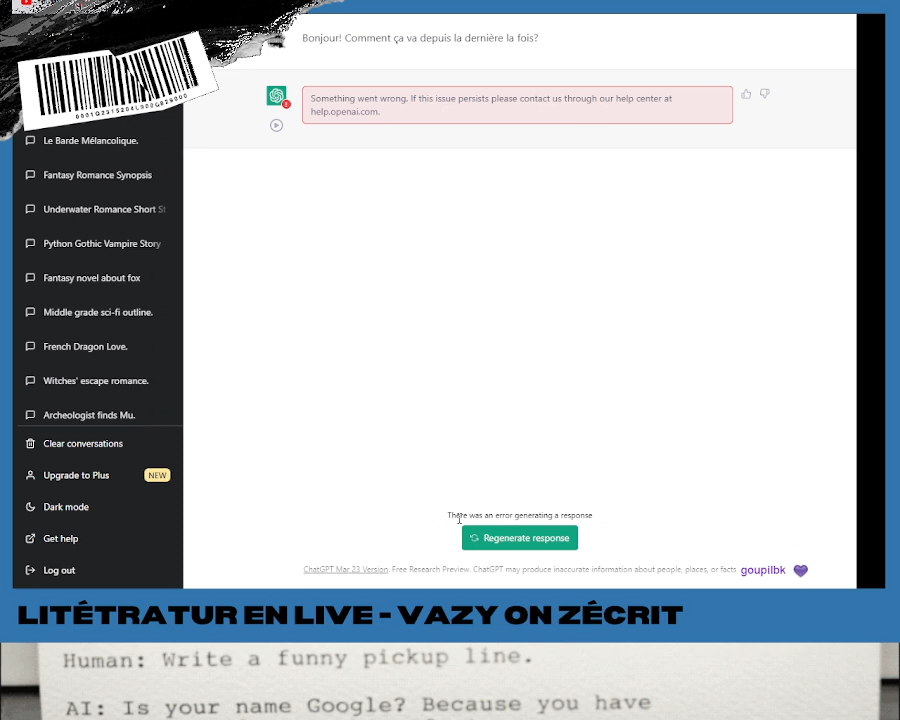 Bonjour! Comment ça va depuis la dernière la fois?
Something went wrong. If this issue persists please contact us through our help center at
help.openai.com.
Le Barde Mélancolique.
Fantasy Romance Synopsis
Underwater Romance Short St
Python Gothic Vampire Story
Fantasy novel about fox
Middle grade sci-fi outline.
French Dragon Love.
Witches' escape romance.
Archeologist finds Mu.
Clear conversations
Upgrade to Plus NEW
Dark mode
Get help
Log out
There was an error generating a response
Regenerate response
ChatGPT Mar 23 Version. Free Research Preview. ChatGPT may produce inaccurate information about people, places, or facts
goupilbk
LITÉTRATUR EN LIVE - VAZY ON ZÉCRIT
Human: Write a funny pickup line.
AI: Is your name Google? Because you have